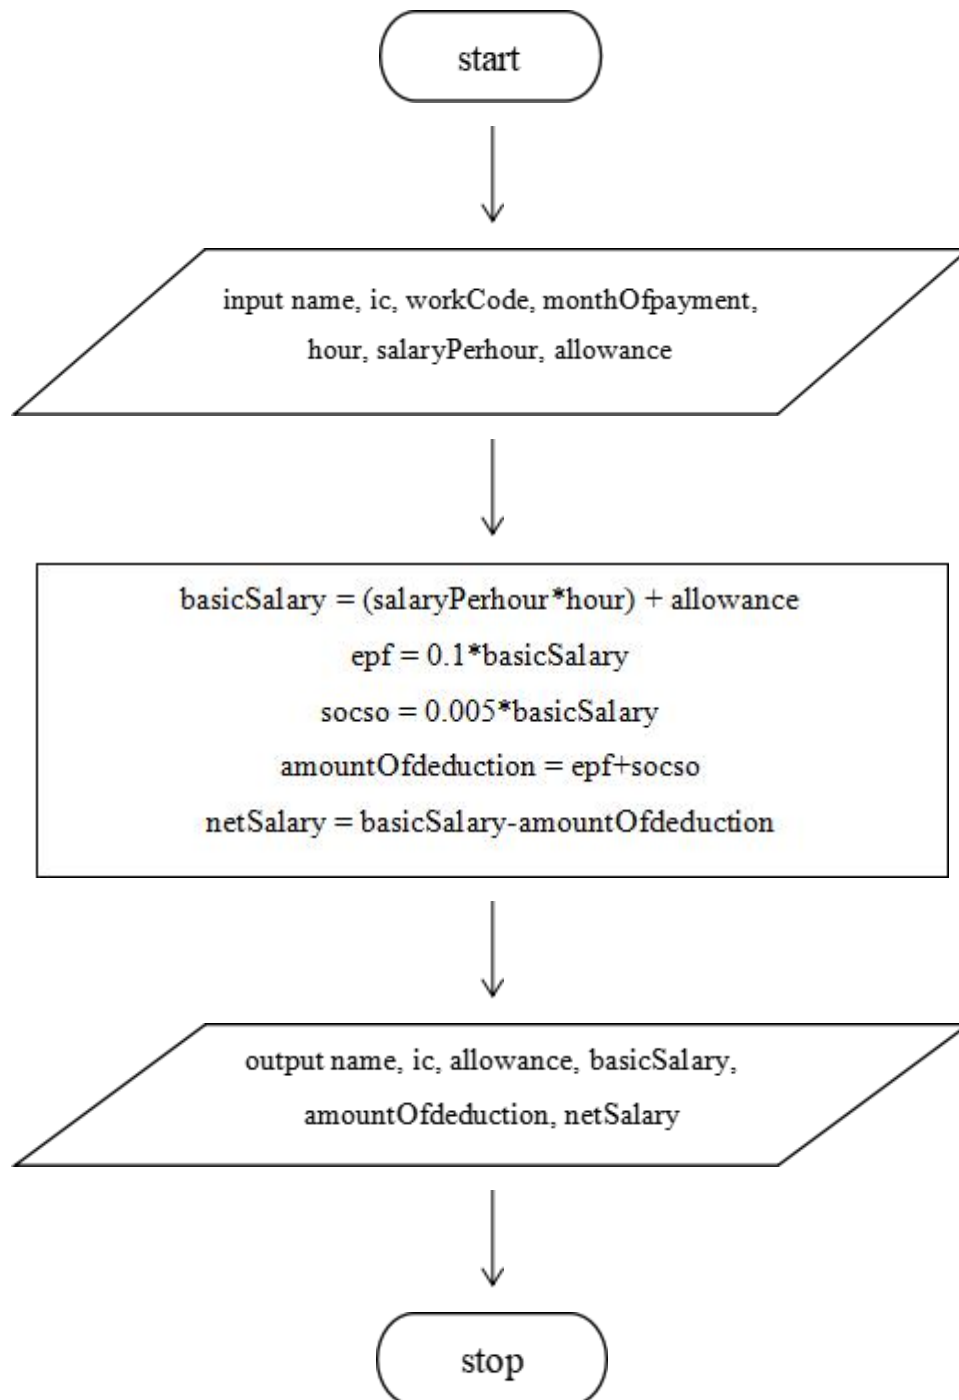 start
input name, ic, workCode, monthOfpayment,
hour, salaryPerhour, allowance
basicSalary = (salaryPerhour*hour) + allowance
epf = 0.1*basicSalary
socso = 0.005*basicSalary
amountOfdeduction = epf+socso
netSalary = basicSalary-amountOfdeduction
output name, ic, allowance, basicSalary,
amountOfdeduction, netSalary
stop